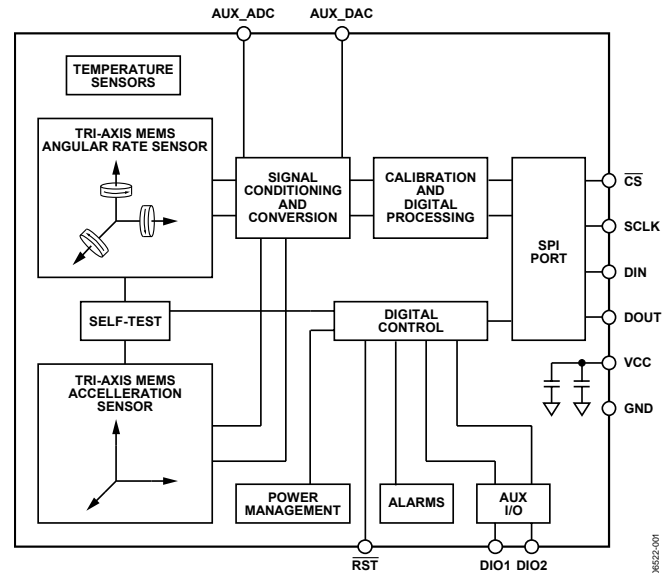 AUX_ADC
AUX_DAC
TEMPERATURE
SENSORS
TRI-AXIS MEMS
ANGULAR RATE SENSOR
SIGNAL
CONDITIONING
AND
CONVERSION
CALIBRATION
AND
DIGITAL
PROCESSING
SPI
PORT
CS
SCLK
DIN
DOUT
VCC
GND
SELF-TEST
DIGITAL
CONTROL
TRI-AXIS MEMS
ACCELLERATION
SENSOR
POWER
MANAGEMENT
ALARMS
AUX
I/O
RST
DIO1
DIO2
06522-001